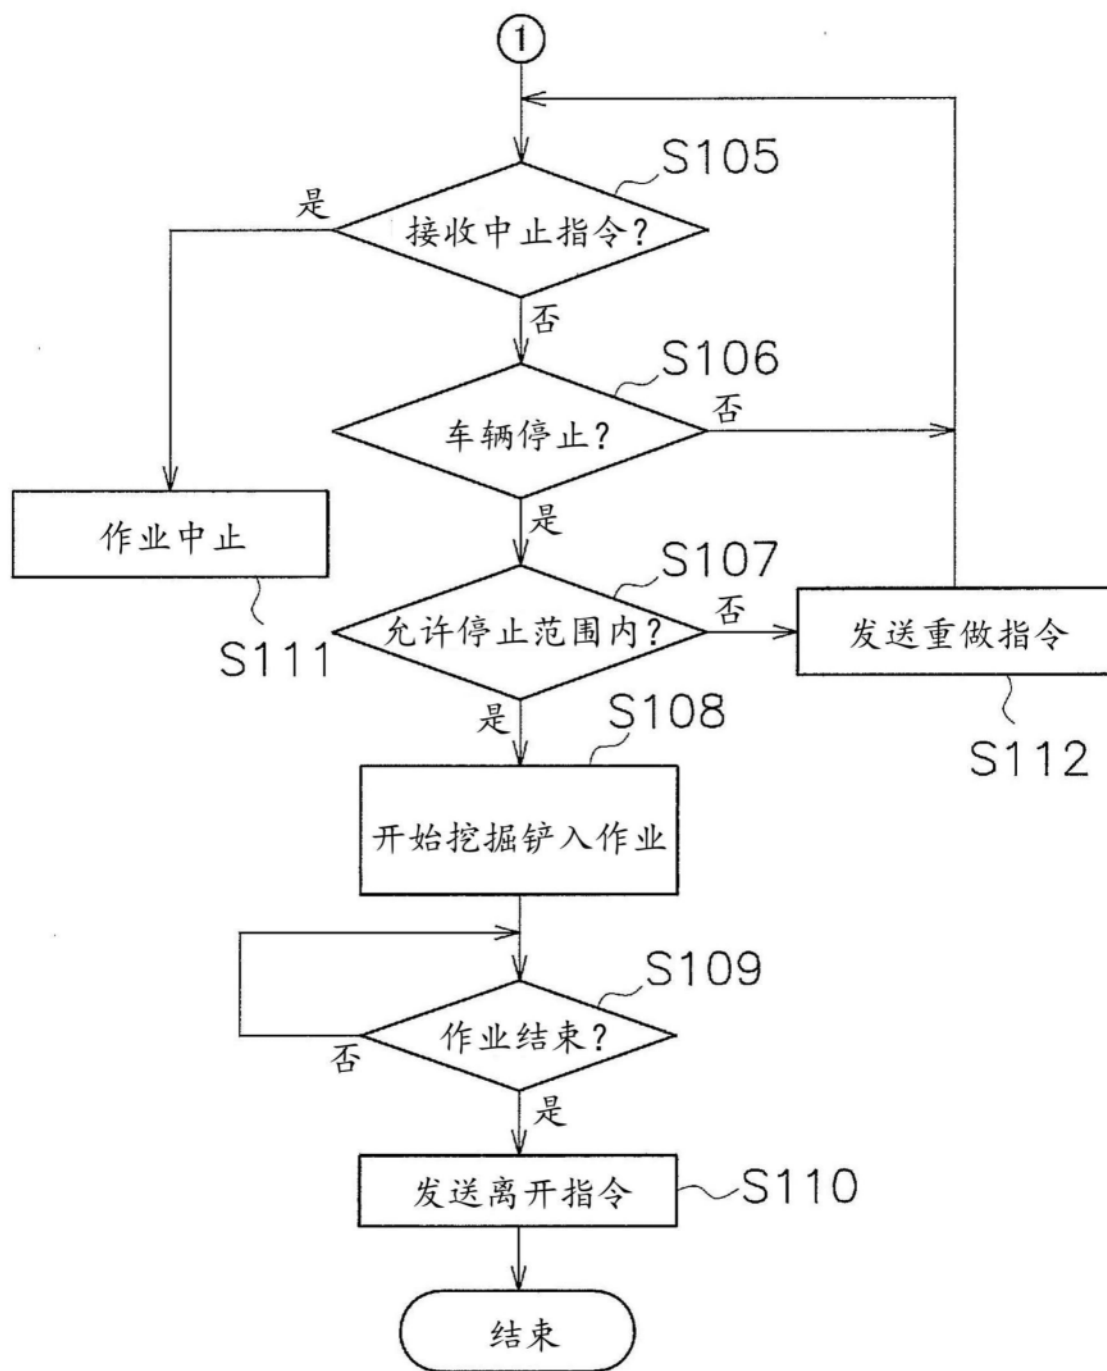 1
S105
是
接收中止指令?
否
S106
否
车辆停止?
是
作业中止
S107
否
允许停止范围内?
发送重做指令
S111
是
S108
S112
开始挖掘铲入作业
S109
作业结束?
否
是
发送离开指令
S110
结束